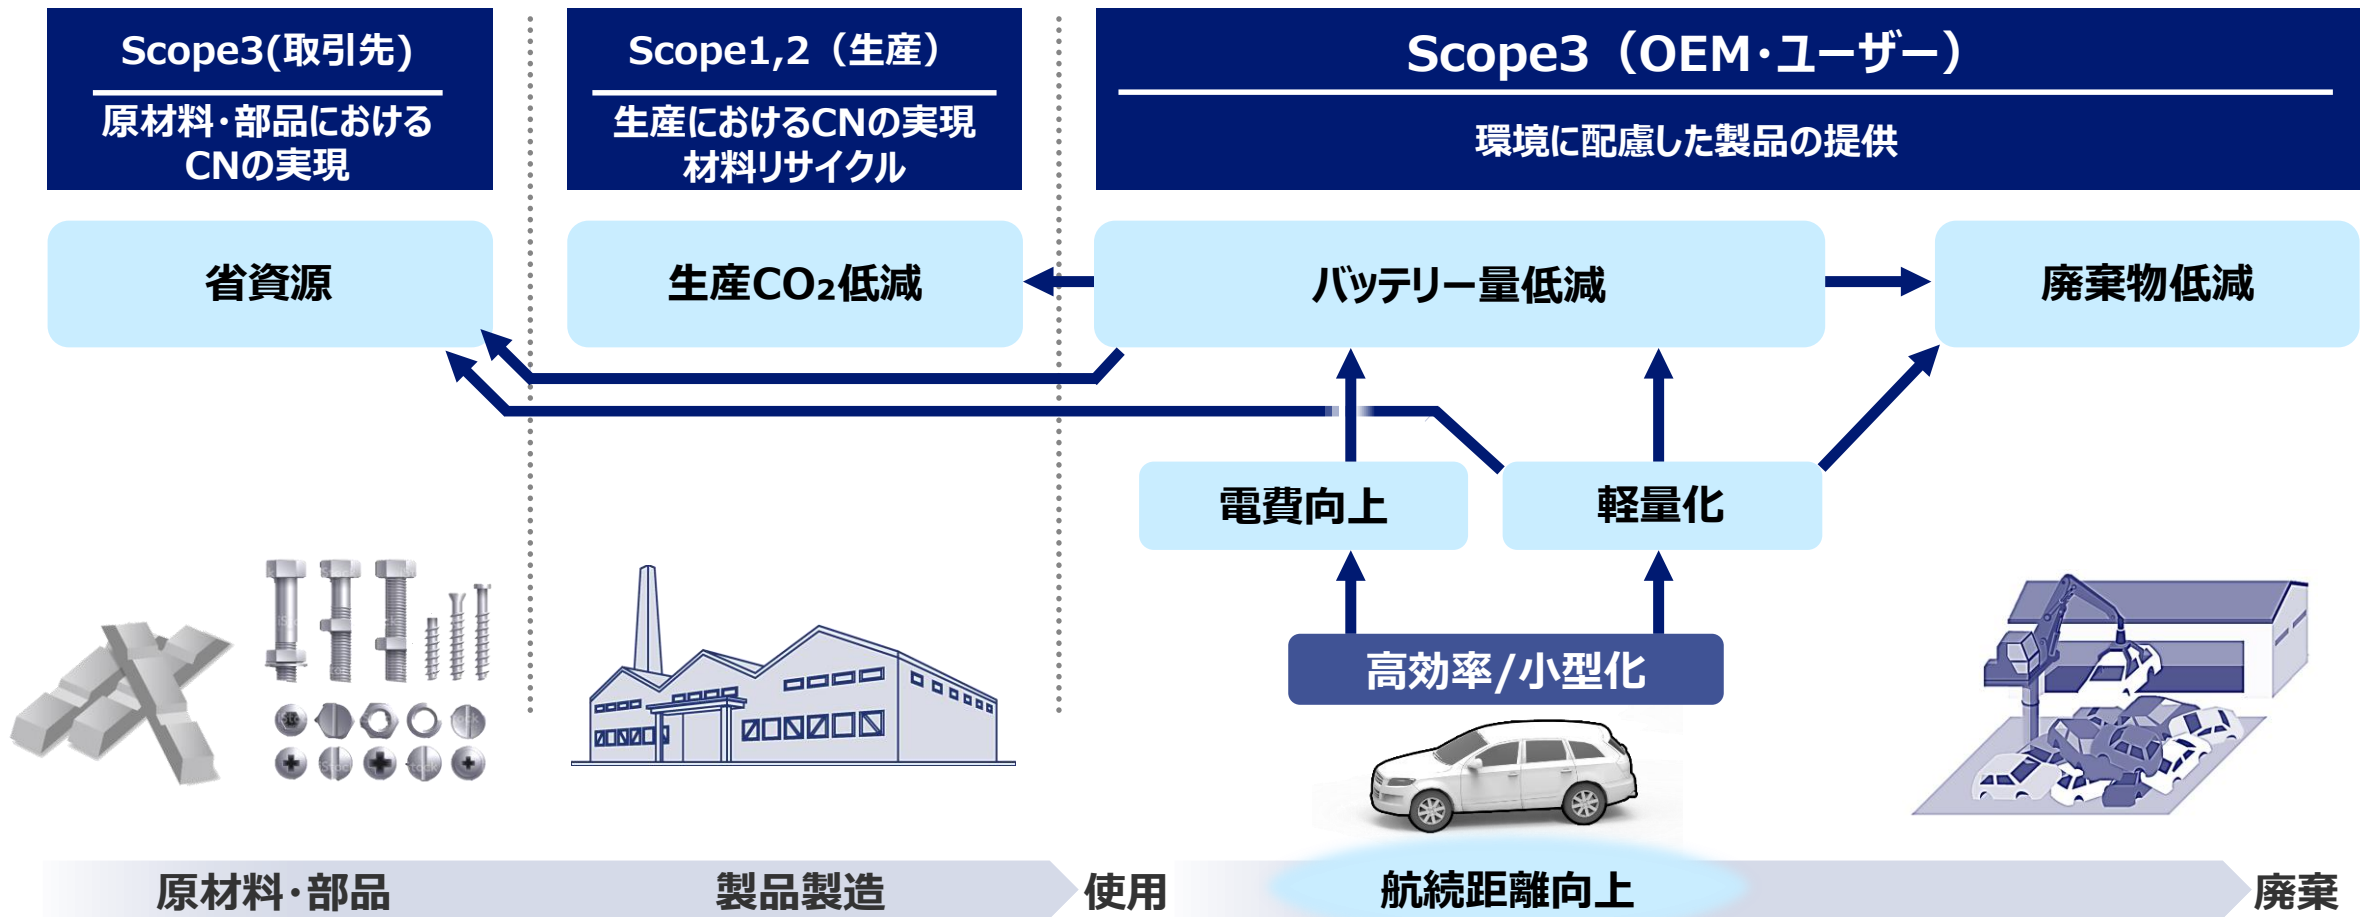 Scope3(取引先)
原材料・部品における
CNの実現
Scope1,2（生産）
生産におけるCNの実現
材料リサイクル
Scope3（OEM・ユーザー）
環境に配慮した製品の提供
省資源
生産CO₂低減
バッテリー量低減
廃棄物低減
電費向上
軽量化
高効率/小型化
原材料・部品
製品製造
使用
航続距離向上
廃棄